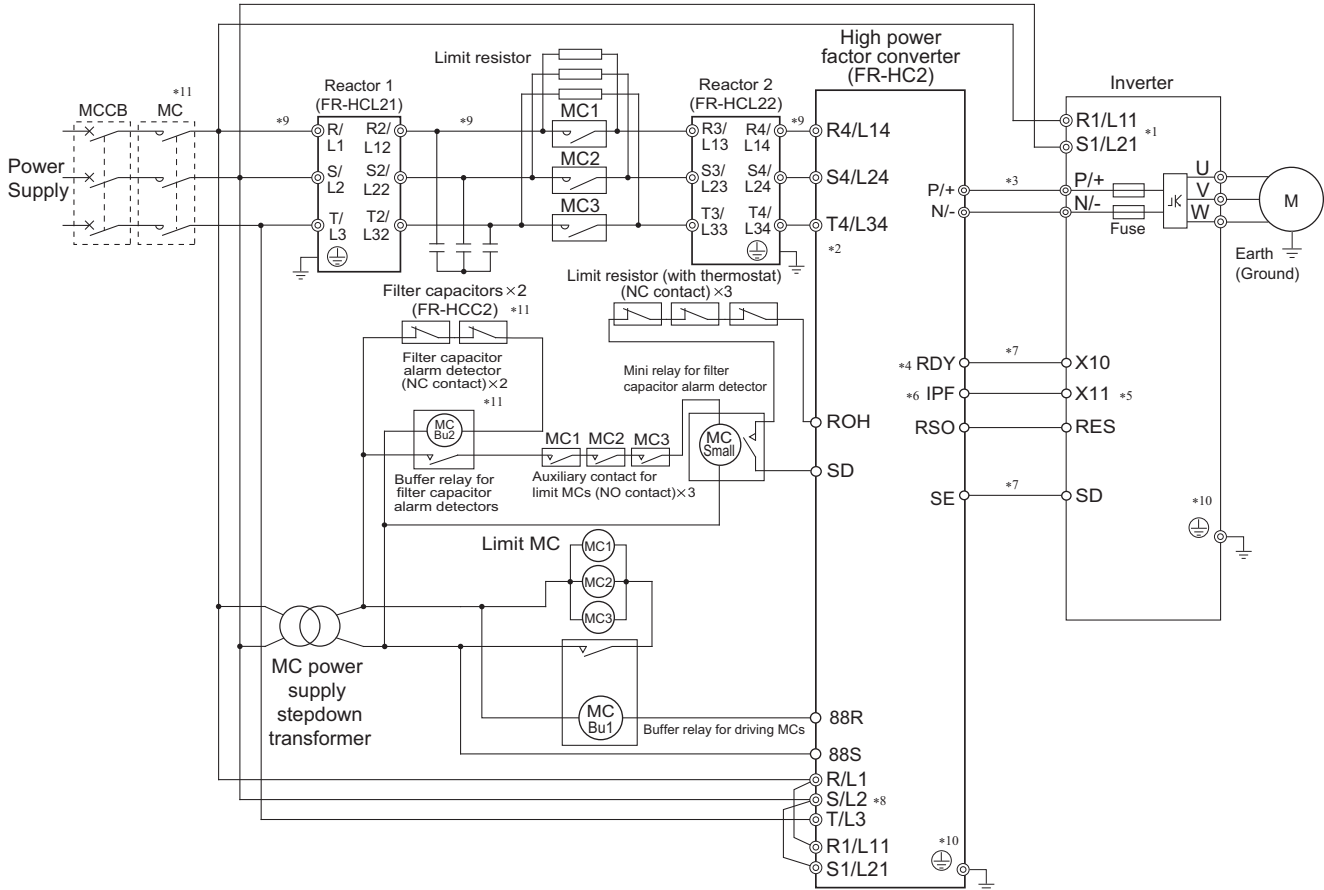 High power
factor converter
(FR-HC2)
Inverter
Limit resistor
Reactor 1
(FR-HCL21)
Reactor 2
(FR-HCL22)
MCCB
MC
*11
Power
Supply
*9
R/
L1
R2/
L12
*9
MC1
R3/
L13
R4/
L14
*9
R4/L14
R1/L11
S1/L21
*1
S/
L2
S2/
L22
MC2
S3/
L23
S4/
L24
S4/L24
T/
L3
T2/
L32
MC3
T3/
L33
T4/
L34
T4/L34
*2
P/+
N/-
*3
P/+
N/-
Fuse
U
V
W
M
Earth
(Ground)
Filter capacitors×2
(FR-HCC2)
*11
Limit resistor (with thermostat)
(NC contact)×3
Filter capacitor
alarm detector
(NC contact)×2
*11
MC
Bu2
Buffer relay for
filter capacitor
alarm detectors
MC1
MC2
MC3
Auxiliary contact for
limit MCs (NO contact)×3
Mini relay for filter
capacitor alarm detector
MC
Small
ROH
SD
*4 RDY
*7
X10
*6 IPF
X11 *5
RSO
RES
SE
*7
SD
*10
Limit MC
MC1
MC2
MC3
MC power
supply
stepdown
transformer
MC
Bu1
Buffer relay for driving MCs
88R
88S
R/L1
S/L2 *8
T/L3
R1/L11
S1/L21
*10